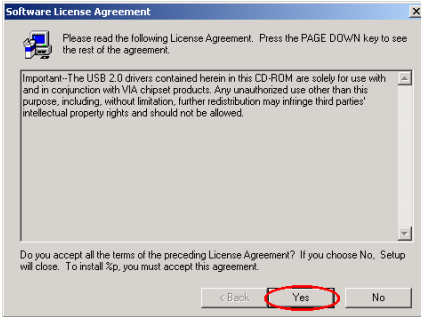 Software License Agreement
Please read the following License Agreement. Press the PAGE DOWN key to see
the rest of the agreement.
Important--The USB 2.0 drivers contained herein in this CD-ROM are solely for use with
and in conjunction with VIA chipset products. Any unauthorized use other than this
purpose, including, without limitation, further redistribution may infringe third parties'
intellectual property rights and should not be allowed.
Do you accept all the terms of the preceding License Agreement? If you choose No, Setup
will close. To install %p, you must accept this agreement.
< Back Yes No